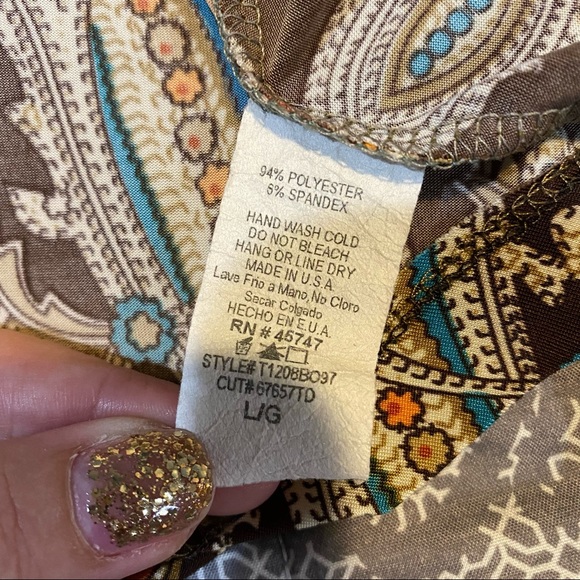 94% POLYESTER
6% SPANDEX
HAND WASH COLD
DO NOT BLEACH
HANG OR LINE DRY
MADE IN U.S.A
Lave Frio a Mano, No Cloro
Secar Colgado
HECHO EN E.U.A.
RN # 45747
STYLE# T1208BO97
CUT# 67657TD
L/G